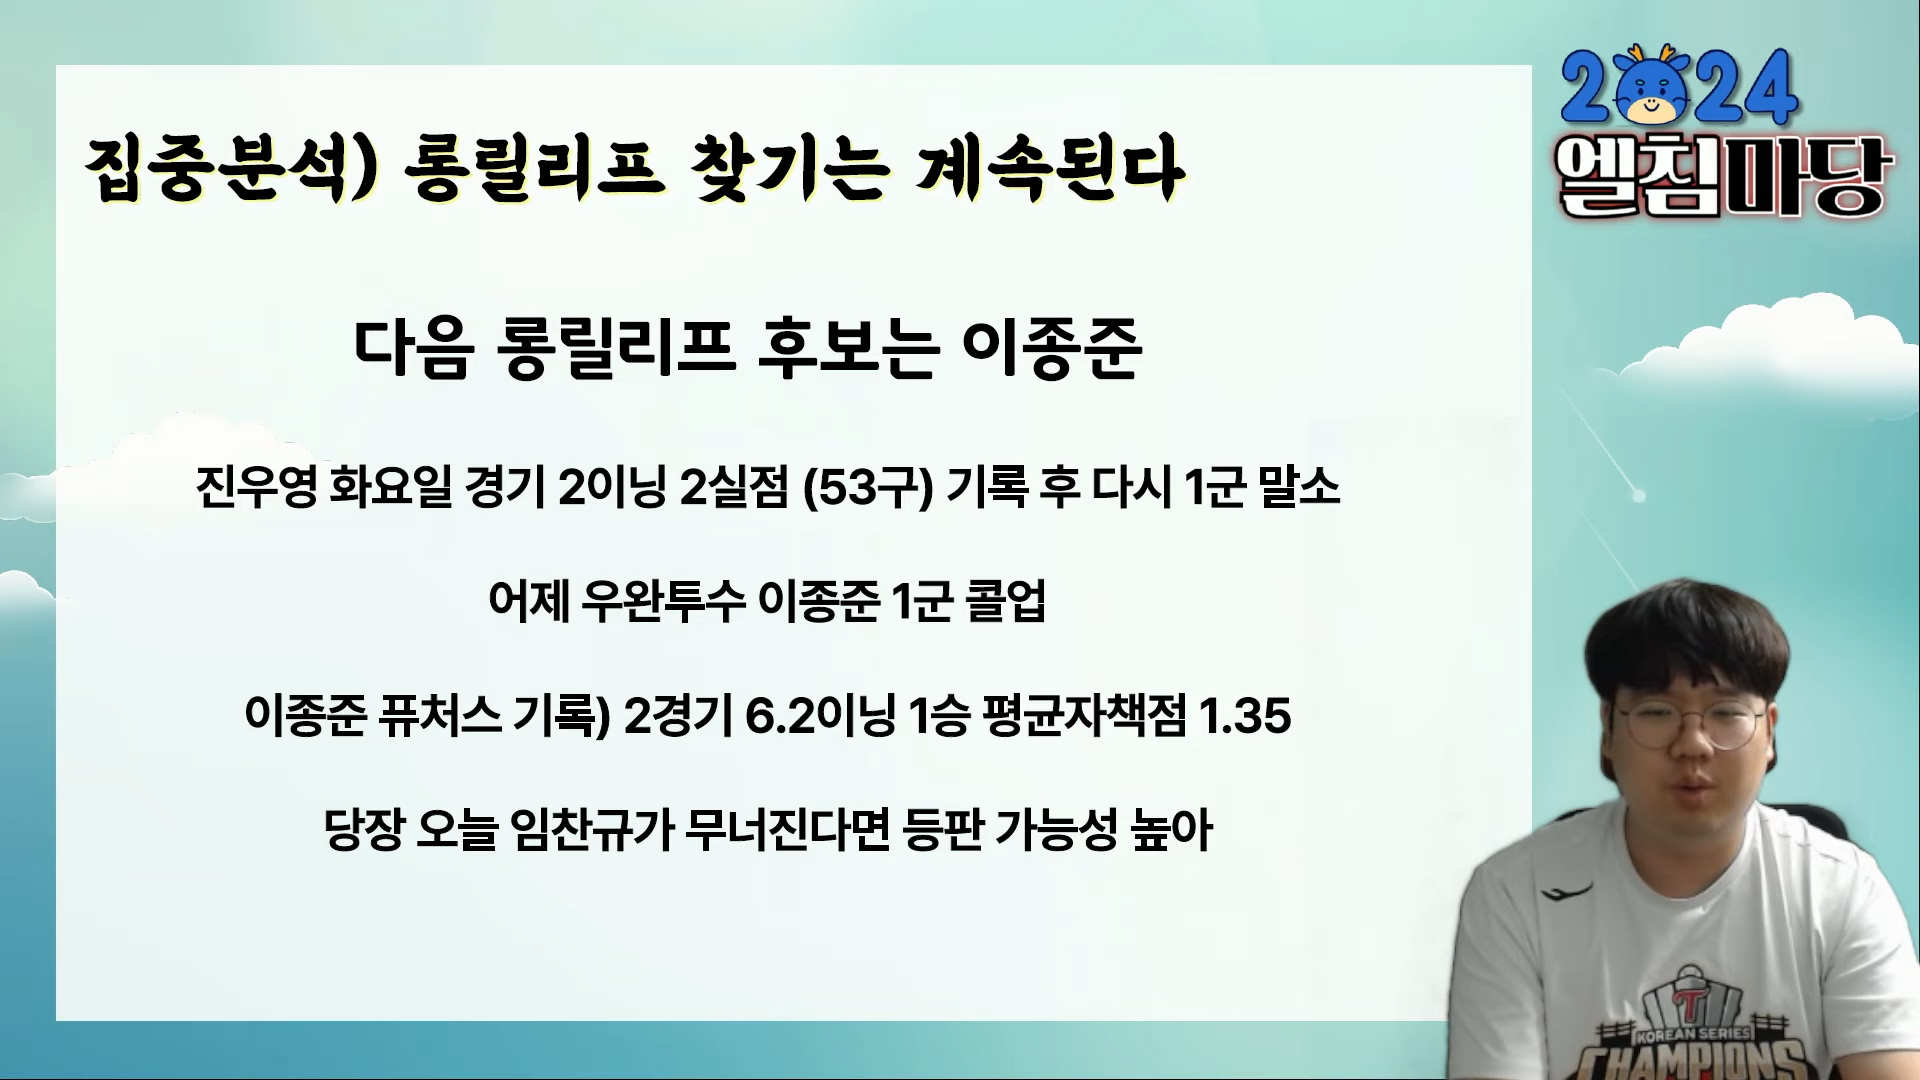 2024
엘침마당
집중분석) 롱릴리프 찾기는 계속된다
다음 롱릴리프 후보는 이종준
진우영 화요일 경기 2이닝 2실점 (53구) 기록 후 다시 1군 말소
어제 우완투수 이종준 1군 콜업
이종준 퓨처스 기록) 2경기 6.2이닝 1승 평균자책점 1.35
당장 오늘 임찬규가 무너진다면 등판 가능성 높아
T
KOREAN SERIES
CHAMPIONS